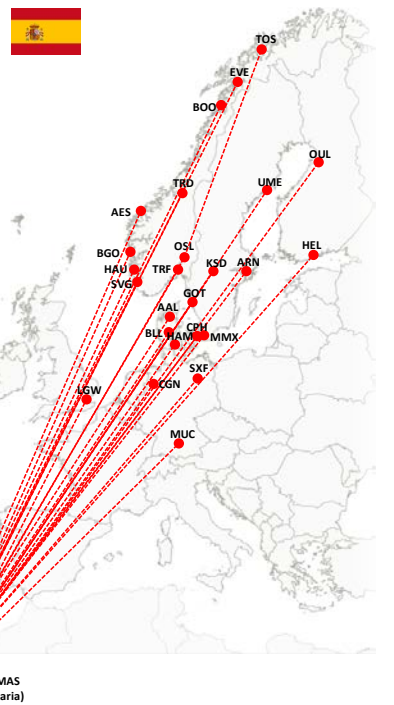 TOS
EVE
BOO
OUL
TRD
UME
AES
BGO
OSL
HEL
HAU
TRF
KSD
ARN
SVG
GOT
AAL
BLL
HAM
CPH
MMX
SXF
CGN
LGW
MUC
MAS
aria)